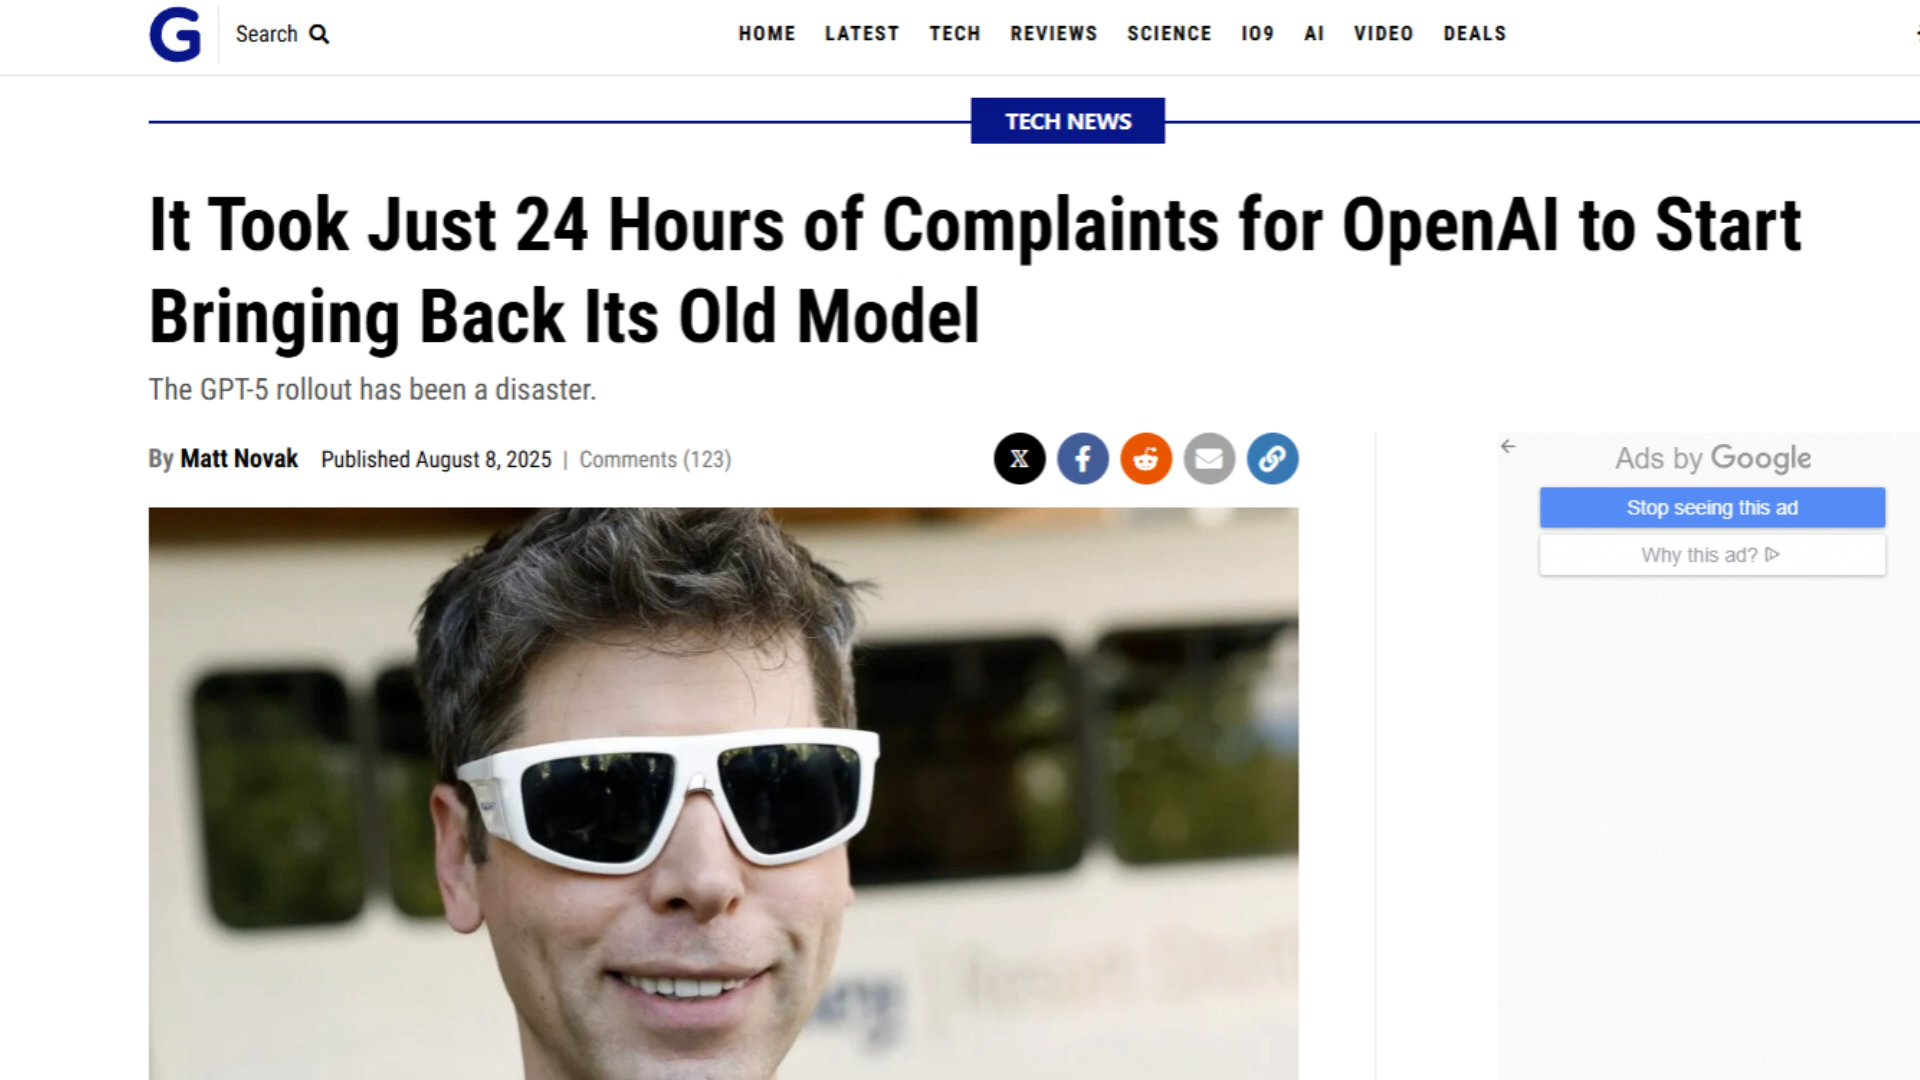 G
Search
HOME LATEST TECH REVIEWS SCIENCE IO9 AI VIDEO DEALS
TECH NEWS
It Took Just 24 Hours of Complaints for OpenAI to Start
Bringing Back Its Old Model
The GPT-5 rollout has been a disaster.
By Matt Novak Published August 8, 2025 | Comments (123)
Ads by Google
Stop seeing this ad
Why this ad?